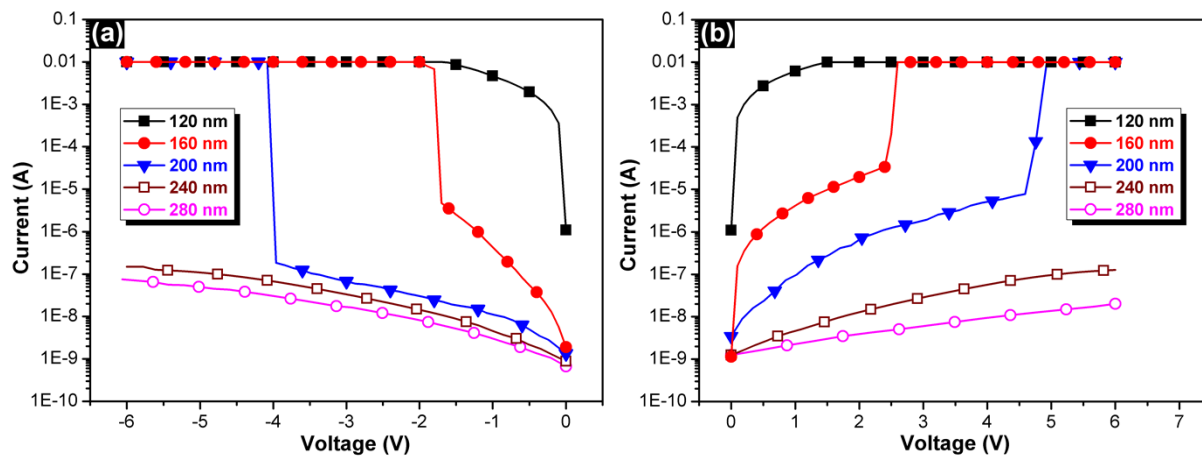 (a)
0.1
0.01
1E-3
1E-4
1E-5
1E-6
1E-7
1E-8
1E-9
1E-10
Current (A)
120 nm
160 nm
200 nm
240 nm
280 nm
-6 -5 -4 -3 -2 -1 0
Voltage (V)
(b)
0.1
0.01
1E-3
1E-4
1E-5
1E-6
1E-7
1E-8
1E-9
1E-10
Current (A)
120 nm
160 nm
200 nm
240 nm
280 nm
0 1 2 3 4 5 6 7
Voltage (V)